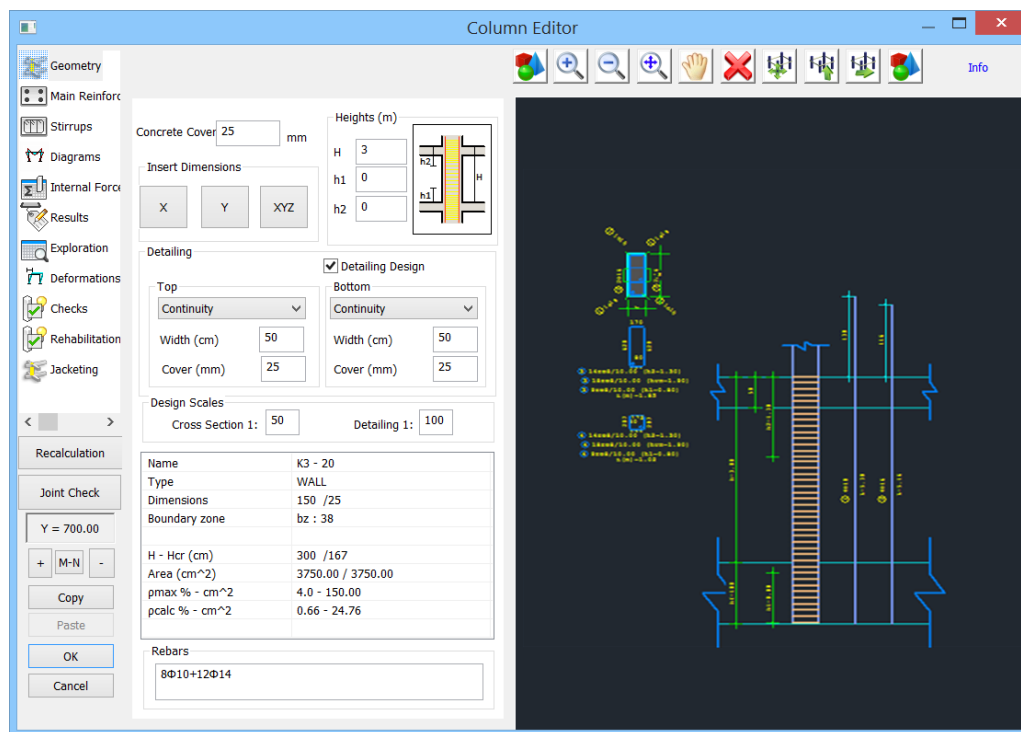 Column Editor
Geometry
Main Reinforc
Stirrups
Diagrams
Internal Force
Results
Exploration
Deformations
Checks
Rehabilitation
Jacketing
Recalculation
Joint Check
Y = 700.00
+ M-N -
Copy
Paste
OK
Cancel
Info
Concrete Cover 25 mm
Insert Dimensions
X Y XYZ
Heights (m)
H 3
h1 0
h2 0
h2
H
h1
Detailing
Detailing Design
Top
Continuity
Width (cm) 50
Cover (mm) 25
Bottom
Continuity
Width (cm) 50
Cover (mm) 25
Design Scales
Cross Section 1: 50 Detailing 1: 100
Name K3 - 20
Type WALL
Dimensions 150 /25
Boundary zone bz : 38
H - Hcr (cm) 300 /167
Area (cm^2) 3750.00 / 3750.00
ρmax % - cm^2 4.0 - 150.00
ρcalc % - cm^2 0.66 - 24.76
Rebars
8Φ10+12Φ14